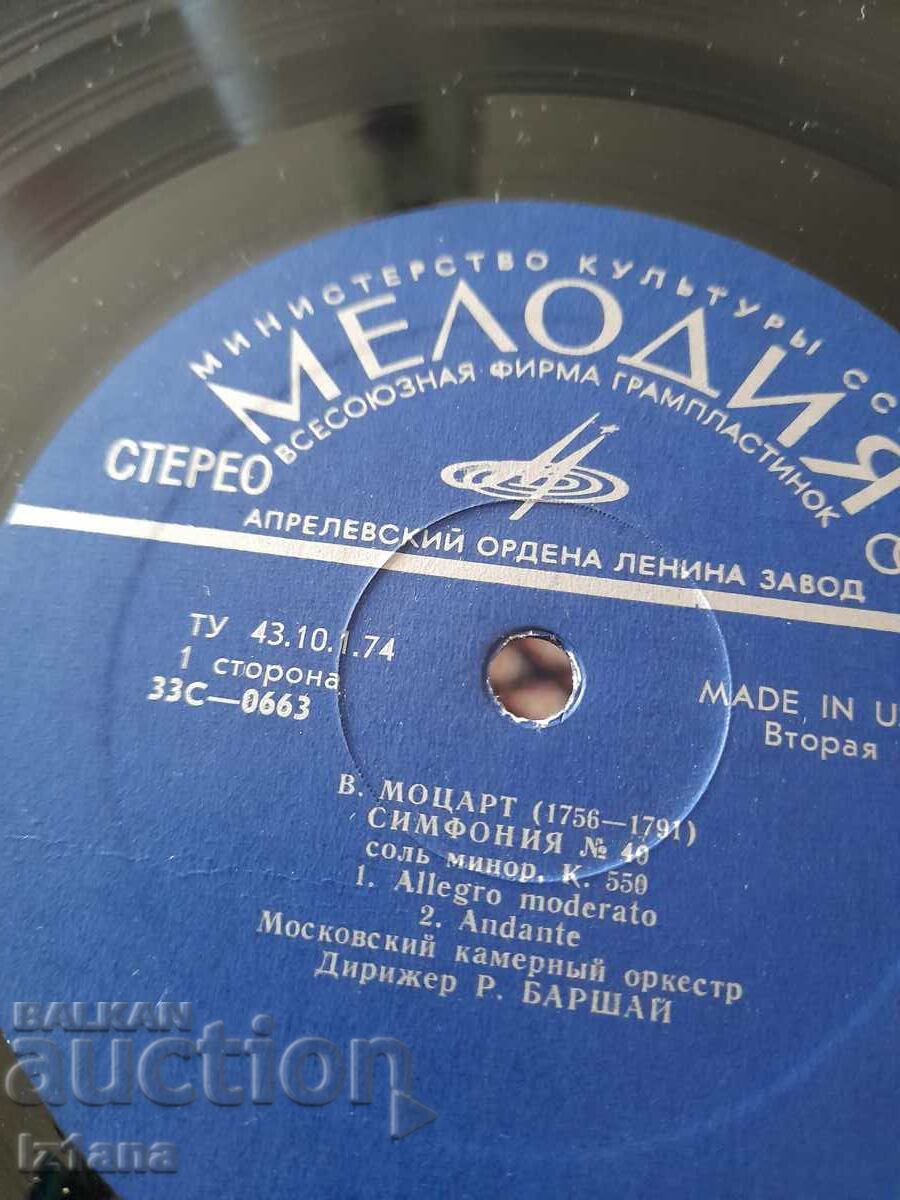 МИНИСТЕРСТВО КУЛЬТУРЫ СС
МЕЛОДИЯ
ВСЕСОЮЗНАЯ ФИРМА ГРАМПЛАСТИНОК
СТЕРЕО
АПРЕЛЕВСКИЙ ОРДЕНА ЛЕНИНА ЗАВОД
ТУ 43.10.1.74
1 сторона
33С—0663
MADE IN U
Вторая
В. МОЦАРТ (1756—1791)
СИМФОНИЯ № 40
соль минор, К. 550
1. Allegro moderato
2. Andante
Московский камерный оркестр
Дирижер Р. БАРШАЙ
BALKAN
auction
Iz1ana